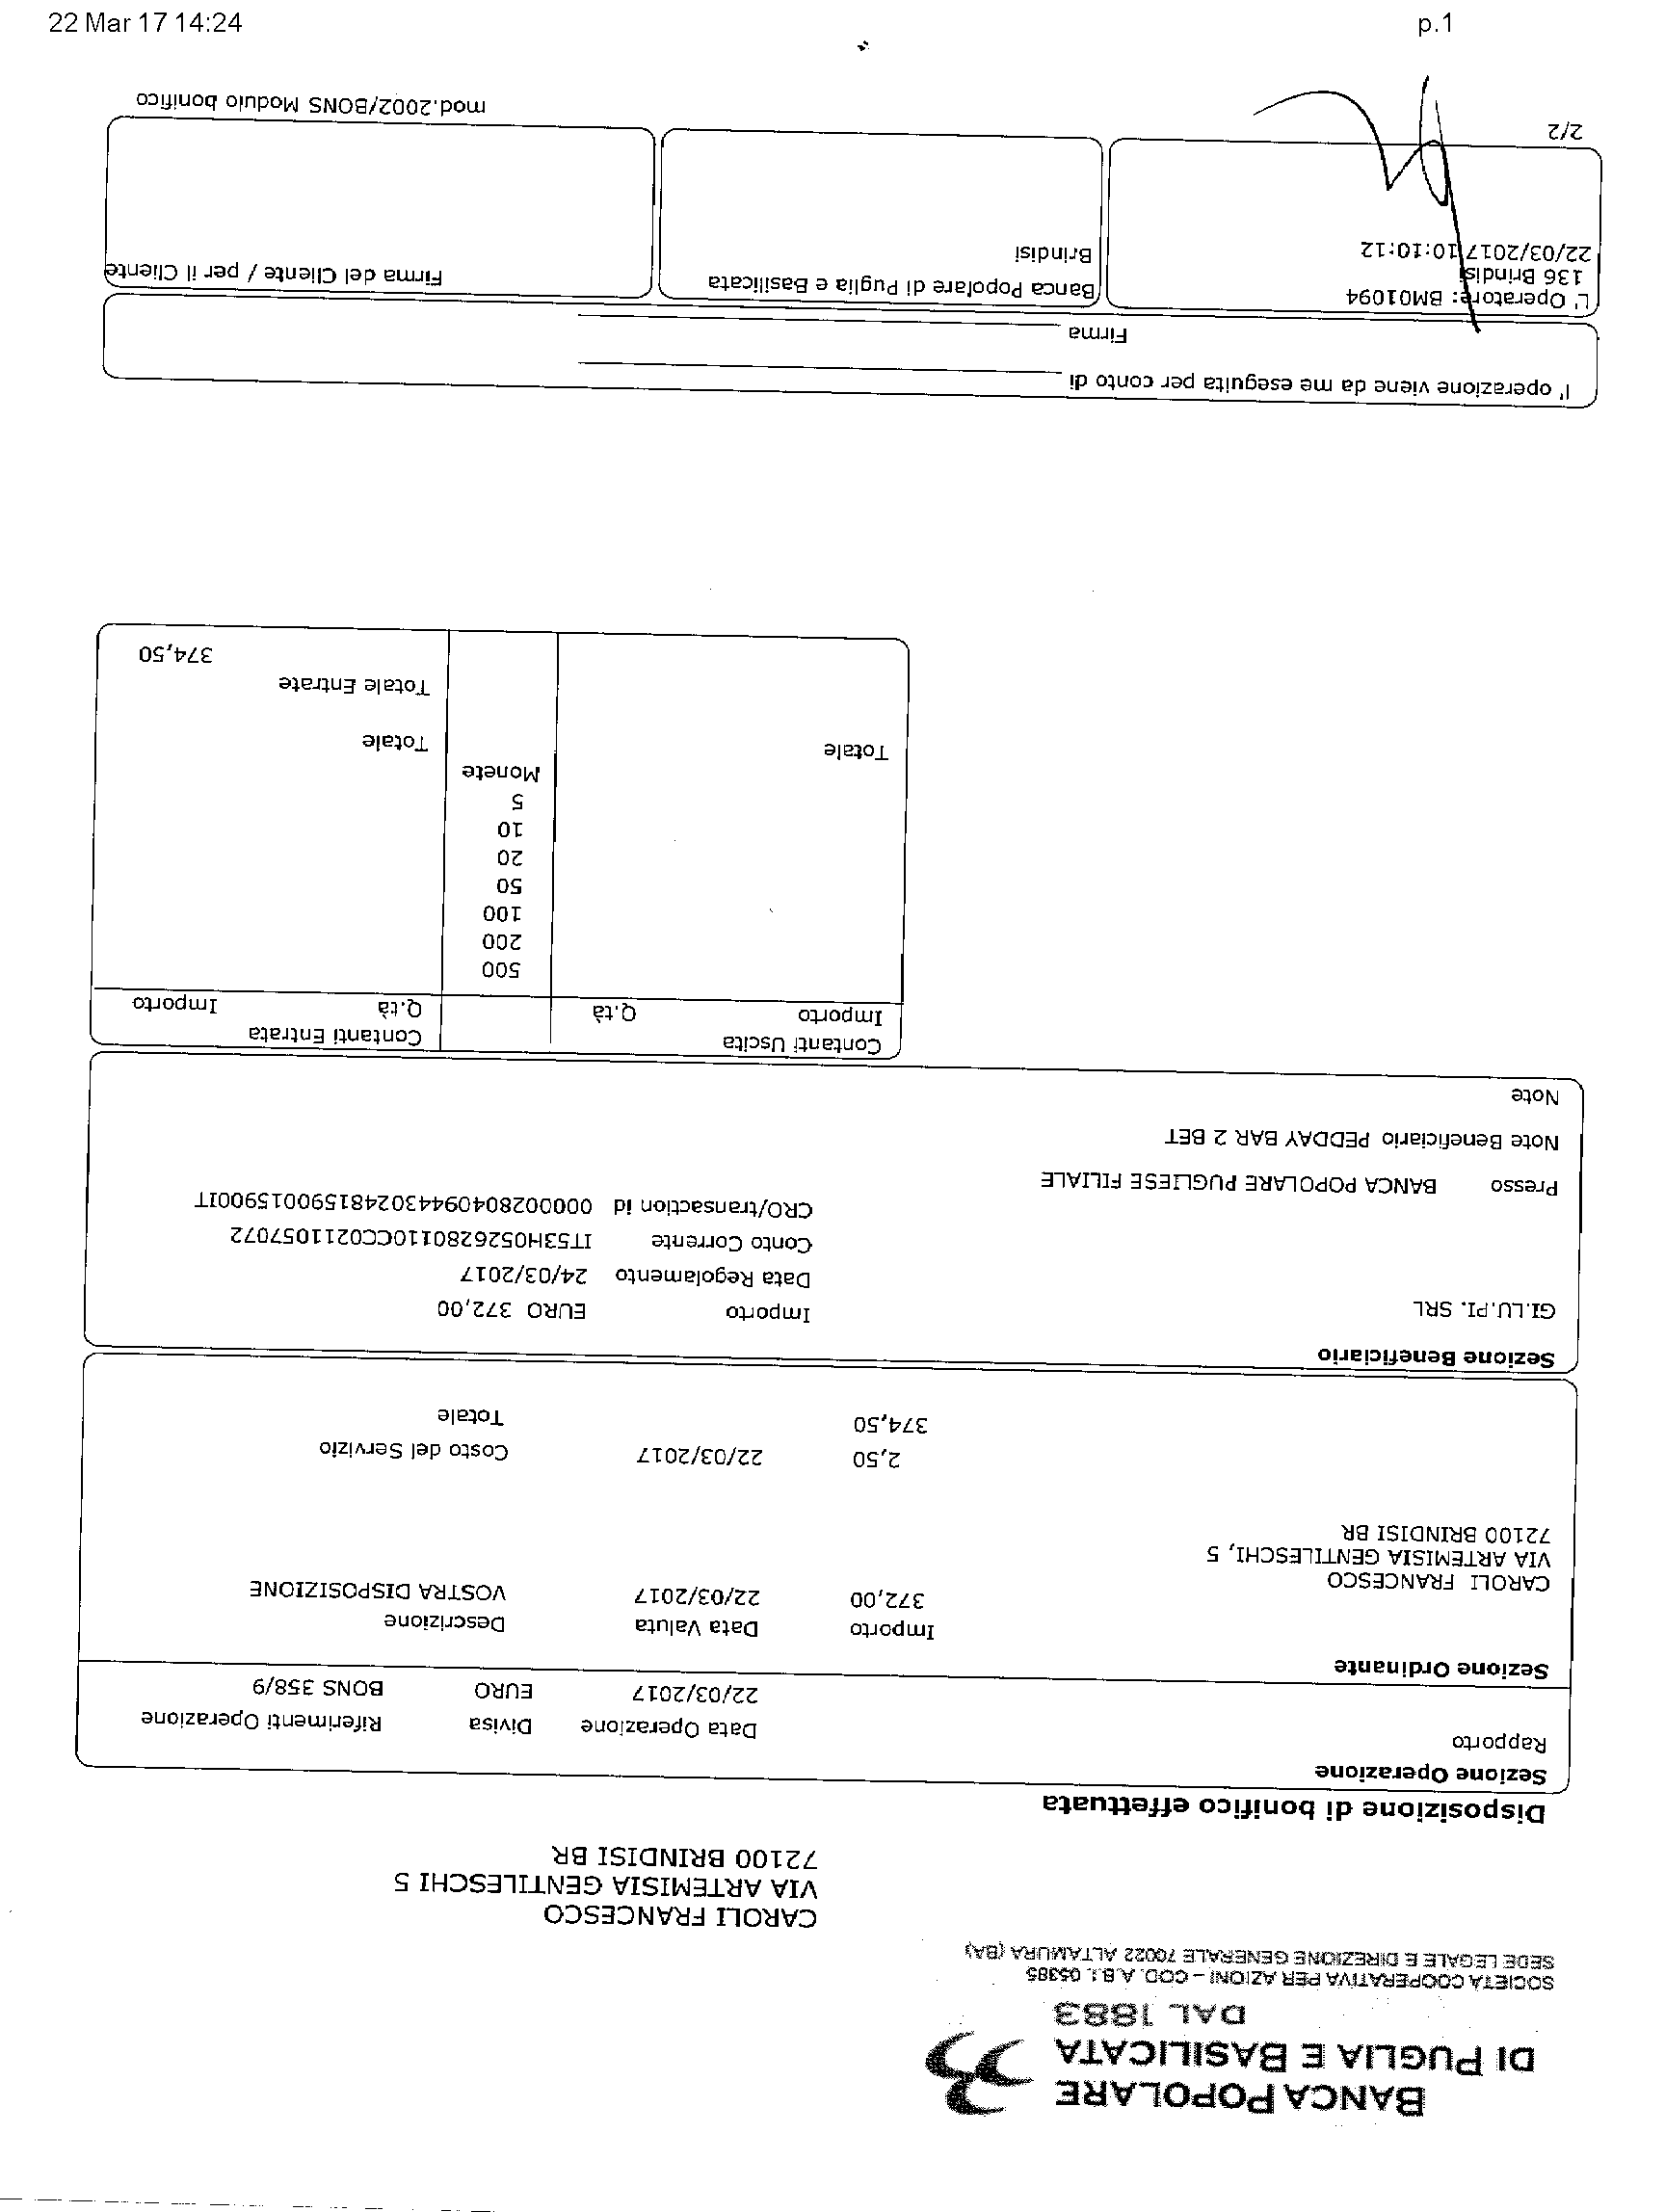 22 Mar 17 14:24 p.1
BANCA POPOLARE
DI PUGLIA E BASILICATA
DAL 1883
SOCIETÀ COOPERATIVA PER AZIONI – COD. A.B.I. 05385
SEDE LEGALE E DIREZIONE GENERALE 70022 ALTAMURA (BA)
CAROLI FRANCESCO
VIA ARTEMISIA GENTILESCHI 5
72100 BRINDISI BR
Disposizione di bonifico effettuata
Sezione Operazione
Rapporto Data Operazione Divisa Riferimenti Operazione
22/03/2017 EURO BONS 358/9
Sezione Ordinante
Importo Data Valuta Descrizione
CAROLI FRANCESCO 372,00 22/03/2017 VOSTRA DISPOSIZIONE
VIA ARTEMISIA GENTILESCHI, 5
72100 BRINDISI BR
2,50 22/03/2017 Costo del Servizio
374,50 Totale
Sezione Beneficiario
GI.LU.PI. SRL Importo EURO 372,00
Data Regolamento 24/03/2017
Conto Corrente IT53H0526280110CC0211057072
Presso BANCA POPOLARE PUGLIESE FILIALE CRO/transaction id 0000028040944302481590015900IT
Note Beneficiario PEDDAY BAR 2 BET
Note
Contanti Uscita Contanti Entrata
Importo Q.tà Q.tà Importo
500
200
100
50
20
10
5
Monete
Totale Totale
Totale Entrate
374,50
l' operazione viene da me eseguita per conto di
Firma
L' Operatore: BM01094 Banca Popolare di Puglia e Basilicata Firma del Cliente / per il Cliente
136 Brindisi Brindisi
22/03/2017 10:10:12
2/2 mod.2002/BONS Modulo bonifico